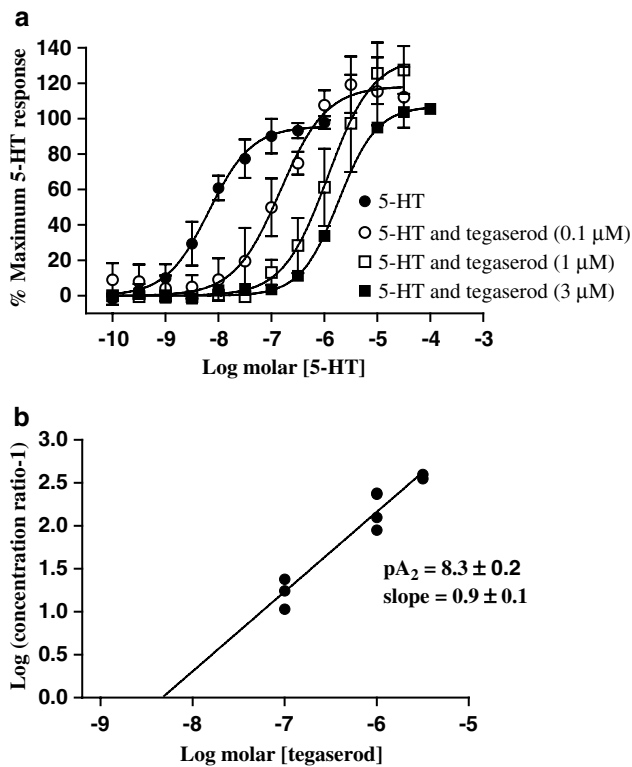 a
% Maximum 5-HT response
140
120
100
80
60
40
20
0
5-HT
5-HT and tegaserod (0.1 μM)
5-HT and tegaserod (1 μM)
5-HT and tegaserod (3 μM)
-10 -9 -8 -7 -6 -5 -4 -3
Log molar [5-HT]
b
Log (concentration ratio-1)
3.0
2.5
2.0
1.5
1.0
0.5
0.0
pA2 = 8.3 ± 0.2
slope = 0.9 ± 0.1
-9 -8 -7 -6 -5
Log molar [tegaserod]